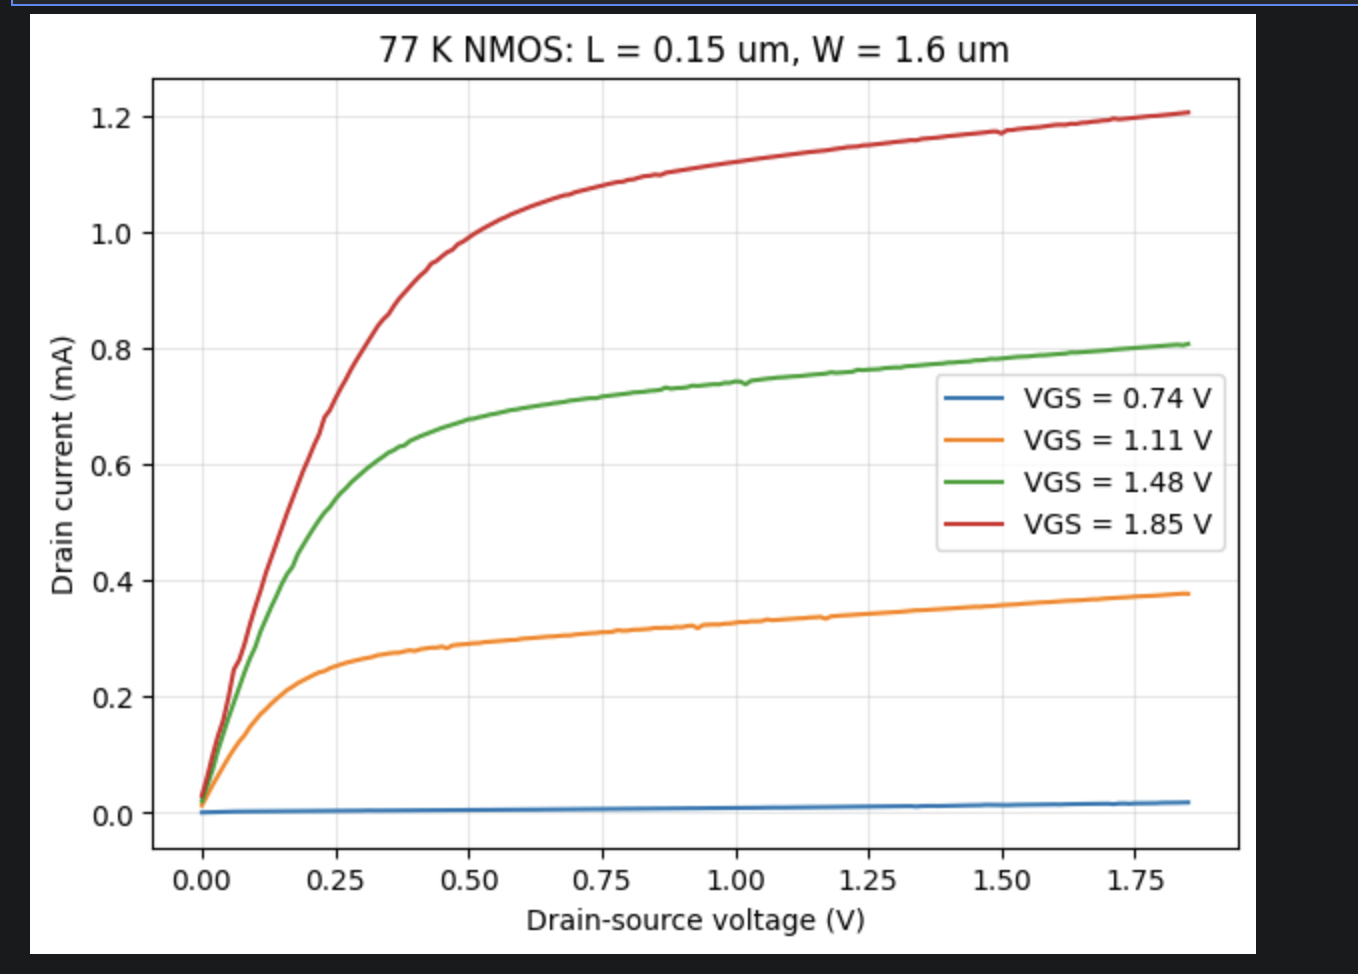 77 K NMOS: L = 0.15 um, W = 1.6 um
1.2
1.0
0.8
0.6
0.4
0.2
0.0
Drain current (mA)
VGS = 0.74 V
VGS = 1.11 V
VGS = 1.48 V
VGS = 1.85 V
0.00 0.25 0.50 0.75 1.00 1.25 1.50 1.75
Drain-source voltage (V)